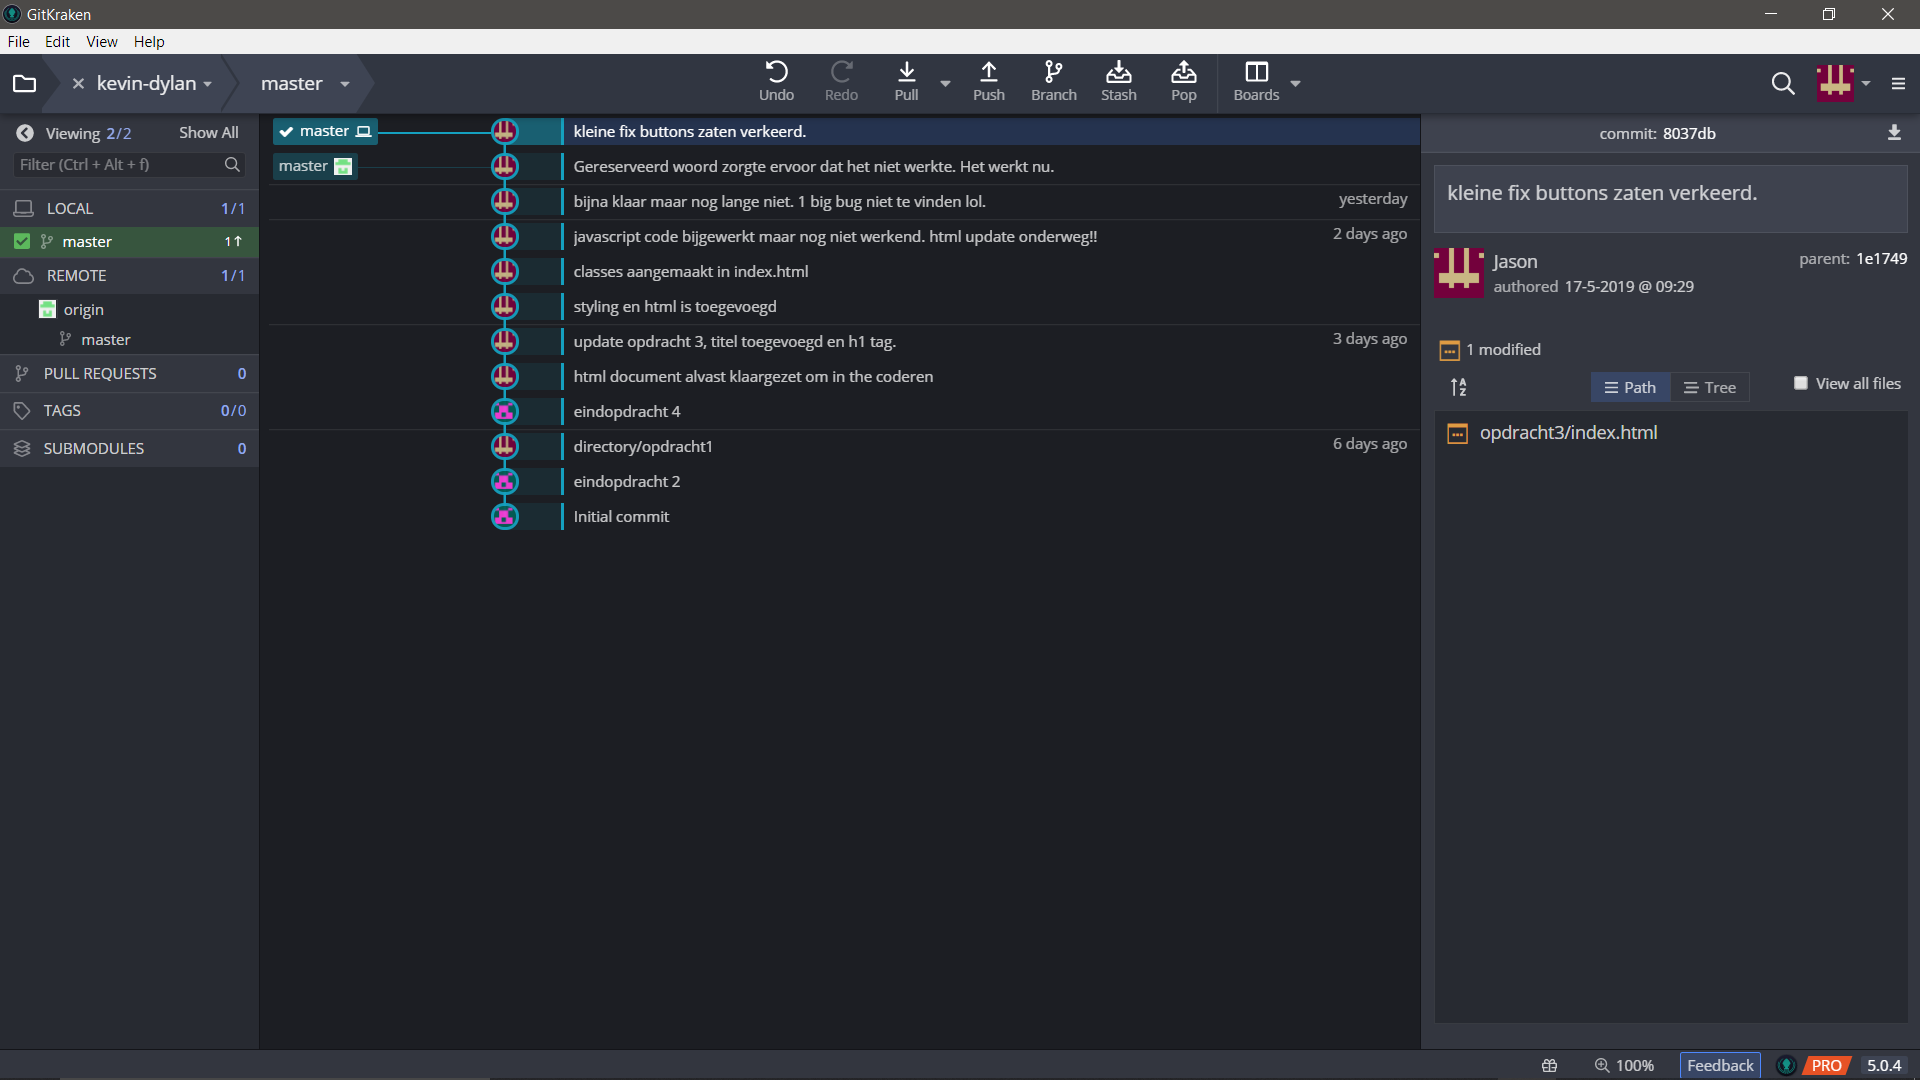 GitKraken
File Edit View Help
kevin-dylan master Undo Redo Pull Push Branch Stash Pop Boards
Viewing 2/2 Show All
Filter (Ctrl + Alt + f)
LOCAL 1/1
master 1
REMOTE 1/1
origin
master
PULL REQUESTS 0
TAGS 0/0
SUBMODULES 0
master kleine fix buttons zaten verkeerd.
master Gereserveerd woord zorgte ervoor dat het niet werkte. Het werkt nu.
bijna klaar maar nog lange niet. 1 big bug niet te vinden lol. yesterday
javascript code bijgewerkt maar nog niet werkend. html update onderweg!! 2 days ago
classes aangemaakt in index.html
styling en html is toegevoegd
update opdracht 3, titel toegevoegd en h1 tag. 3 days ago
html document alvast klaargezet om in the coderen
eindopdracht 4
directory/opdracht1 6 days ago
eindopdracht 2
Initial commit
commit: 8037db
kleine fix buttons zaten verkeerd.
Jason parent: 1e1749
authored 17-5-2019 @ 09:29
1 modified
Path Tree View all files
opdracht3/index.html
100% Feedback PRO 5.0.4